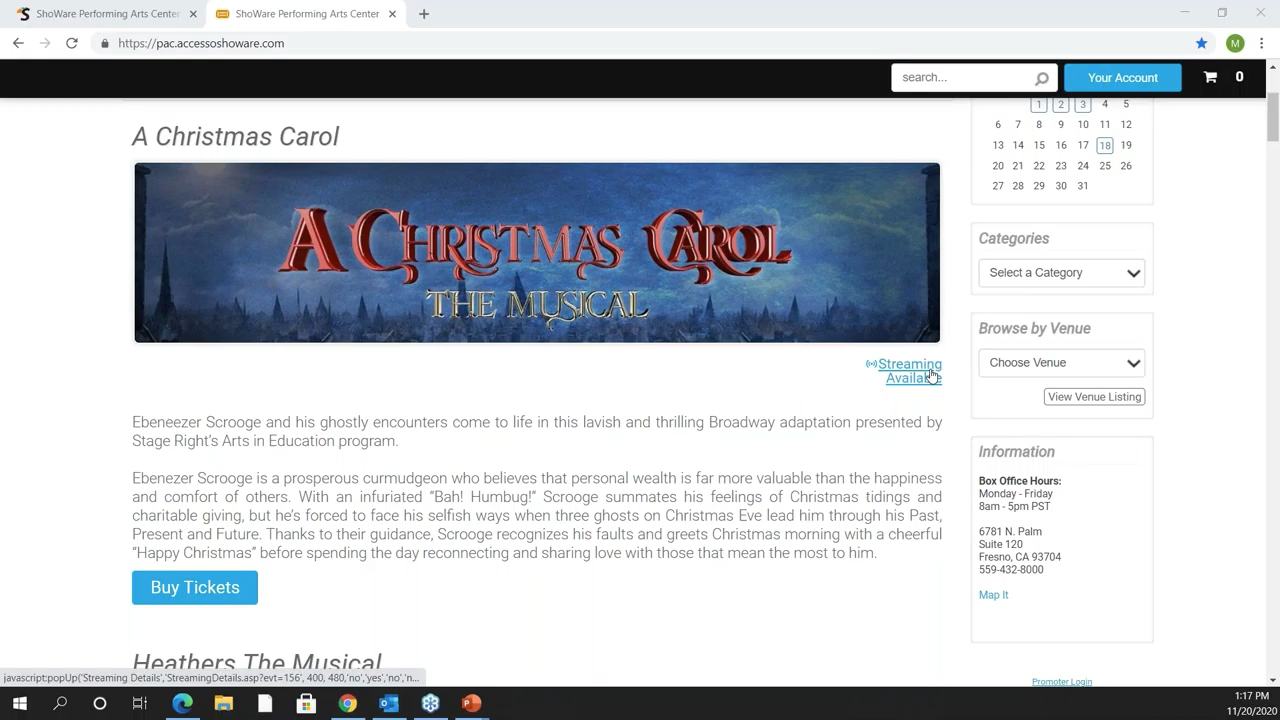 ShoWare Performing Arts Center
ShoWare Performing Arts Center
https://pac.accessoshoware.com
M
search...
Your Account
0
A Christmas Carol
A CHRISTMAS CAROL
THE MUSICAL
Streaming
Available
Ebeneezer Scrooge and his ghostly encounters come to life in this lavish and thrilling Broadway adaptation presented by
Stage Right's Arts in Education program.
Ebenezer Scrooge is a prosperous curmudgeon who believes that personal wealth is far more valuable than the happiness
and comfort of others. With an infuriated “Bah! Humbug!” Scrooge summates his feelings of Christmas tidings and
charitable giving, but he's forced to face his selfish ways when three ghosts on Christmas Eve lead him through his Past,
Present and Future. Thanks to their guidance, Scrooge recognizes his faults and greets Christmas morning with a cheerful
“Happy Christmas” before spending the day reconnecting and sharing love with those that mean the most to him.
Buy Tickets
Heathers The Musical
1 2 3 4 5
6 7 8 9 10 11 12
13 14 15 16 17 18 19
20 21 22 23 24 25 26
27 28 29 30 31
Categories
Select a Category
Browse by Venue
Choose Venue
View Venue Listing
Information
Box Office Hours:
Monday - Friday
8am - 5pm PST
6781 N. Palm
Suite 120
Fresno, CA 93704
559-432-8000
Map It
Promoter Login
javascript:popUp('Streaming Details','StreamingDetails.asp?evt=156', 400, 480,'no','yes','no','n...
1:17 PM
11/20/2020